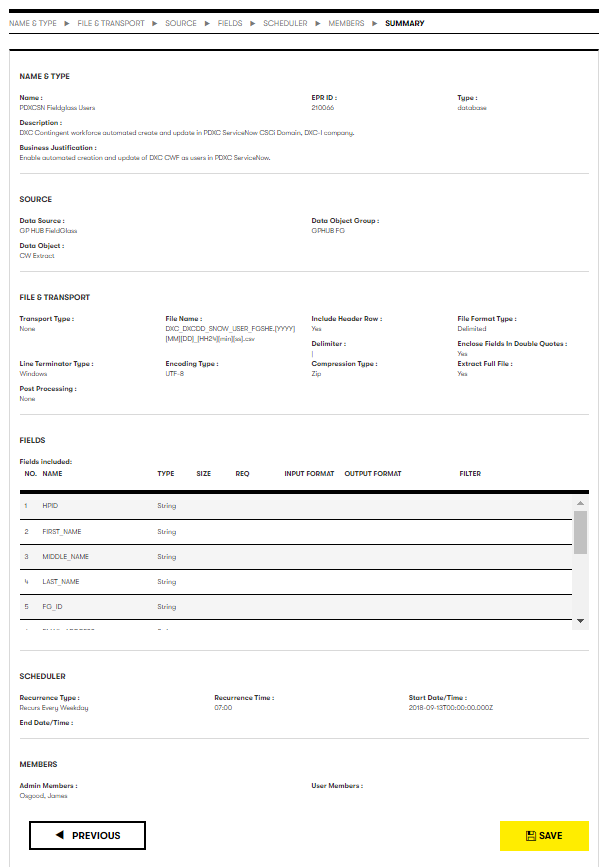 NAME & TYPE ▶ FILE & TRANSPORT ▶ SOURCE ▶ FIELDS ▶ SCHEDULER ▶ MEMBERS ▶ SUMMARY
NAME & TYPE
Name : EPR ID : Type :
PDXCSN Fieldglass Users 210066 database
Description :
DXC Contingent workforce automated create and update in PDXC ServiceNow CSCi Domain, DXC-I company.
Business Justification :
Enable automated creation and update of DXC CWF as users in PDXC ServiceNow.
SOURCE
Data Source : Data Object Group :
GP HUB FieldGlass GPHUB FG
Data Object :
CW Extract
FILE & TRANSPORT
Transport Type : File Name : Include Header Row : File Format Type :
None DXC_DXCDD_SNOW_USER_FGSHE.[YYYY] Yes Delimited
[MM][DD]_[HH24][min][ss].csv Delimiter : Enclose Fields In Double Quotes :
| Yes
Line Terminator Type : Encoding Type : Compression Type : Extract Full File :
Windows UTF-8 Zip Yes
Post Processing :
None
FIELDS
Fields included:
NO. NAME TYPE SIZE REQ INPUT FORMAT OUTPUT FORMAT FILTER
1 HPID String
2 FIRST_NAME String
3 MIDDLE_NAME String
4 LAST_NAME String
5 FG_ID String
SCHEDULER
Recurrence Type : Recurrence Time : Start Date/Time :
Recurs Every Weekday 07:00 2018-09-13T00:00:00.000Z
End Date/Time :
MEMBERS
Admin Members : User Members :
Osgood, James
◀ PREVIOUS SAVE